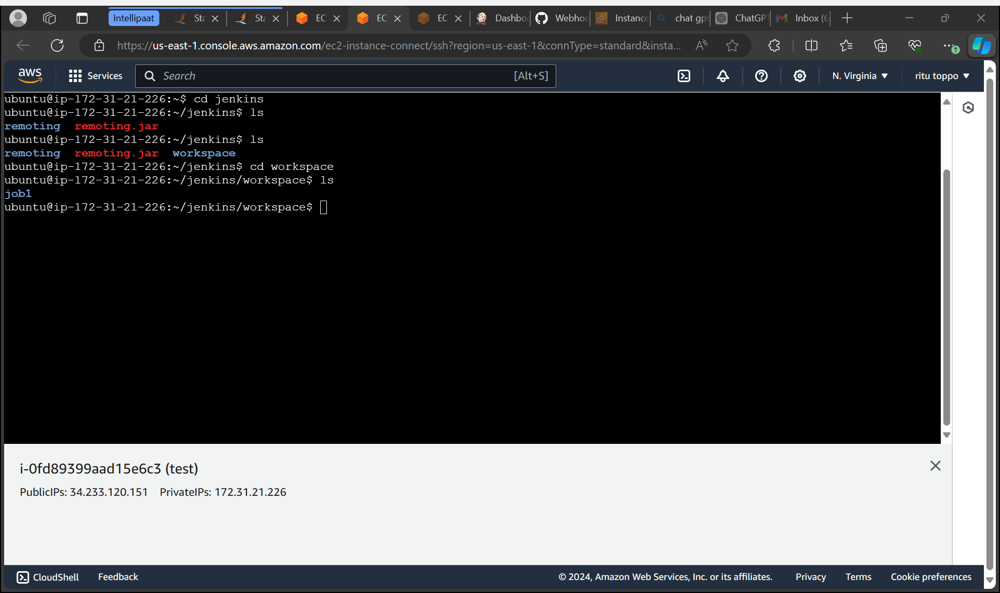 Intellipaat
EC
EC
EC
Dashbo
Webhoo
Instance
chat gpt
ChatGPT
Inbox (6
https://us-east-1.console.aws.amazon.com/ec2-instance-connect/ssh?region=us-east-1&connType=standard&insta...
aws
Services
Search
[Alt+S]
N. Virginia
ritu toppo
ubuntu@ip-172-31-21-226:~$ cd jenkins
ubuntu@ip-172-31-21-226:~/jenkins$ ls
remoting  remoting.jar
ubuntu@ip-172-31-21-226:~/jenkins$ ls
remoting  remoting.jar  workspace
ubuntu@ip-172-31-21-226:~/jenkins$ cd workspace
ubuntu@ip-172-31-21-226:~/jenkins/workspace$ ls
job1
ubuntu@ip-172-31-21-226:~/jenkins/workspace$
i-0fd89399aad15e6c3 (test)
PublicIPs: 34.233.120.151 PrivateIPs: 172.31.21.226
CloudShell
Feedback
© 2024, Amazon Web Services, Inc. or its affiliates.
Privacy
Terms
Cookie preferences